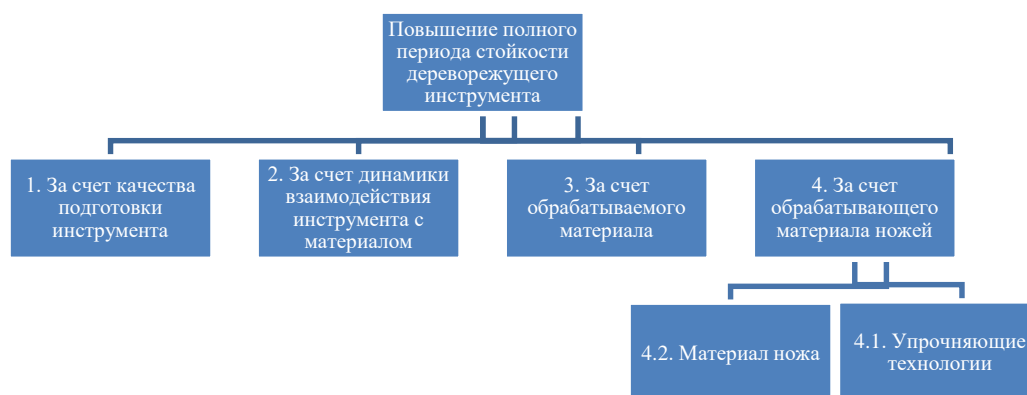 Повышение полного
периода стойкости
дереворежущего
инструмента
1. За счет качества
подготовки
инструмента
2. За счет динамики
взаимодействия
инструмента с
материалом
3. За счет
обрабатываемого
материала
4. За счет
обрабатывающего
материала ножей
4.2. Материал ножа
4.1. Упрочняющие
технологии